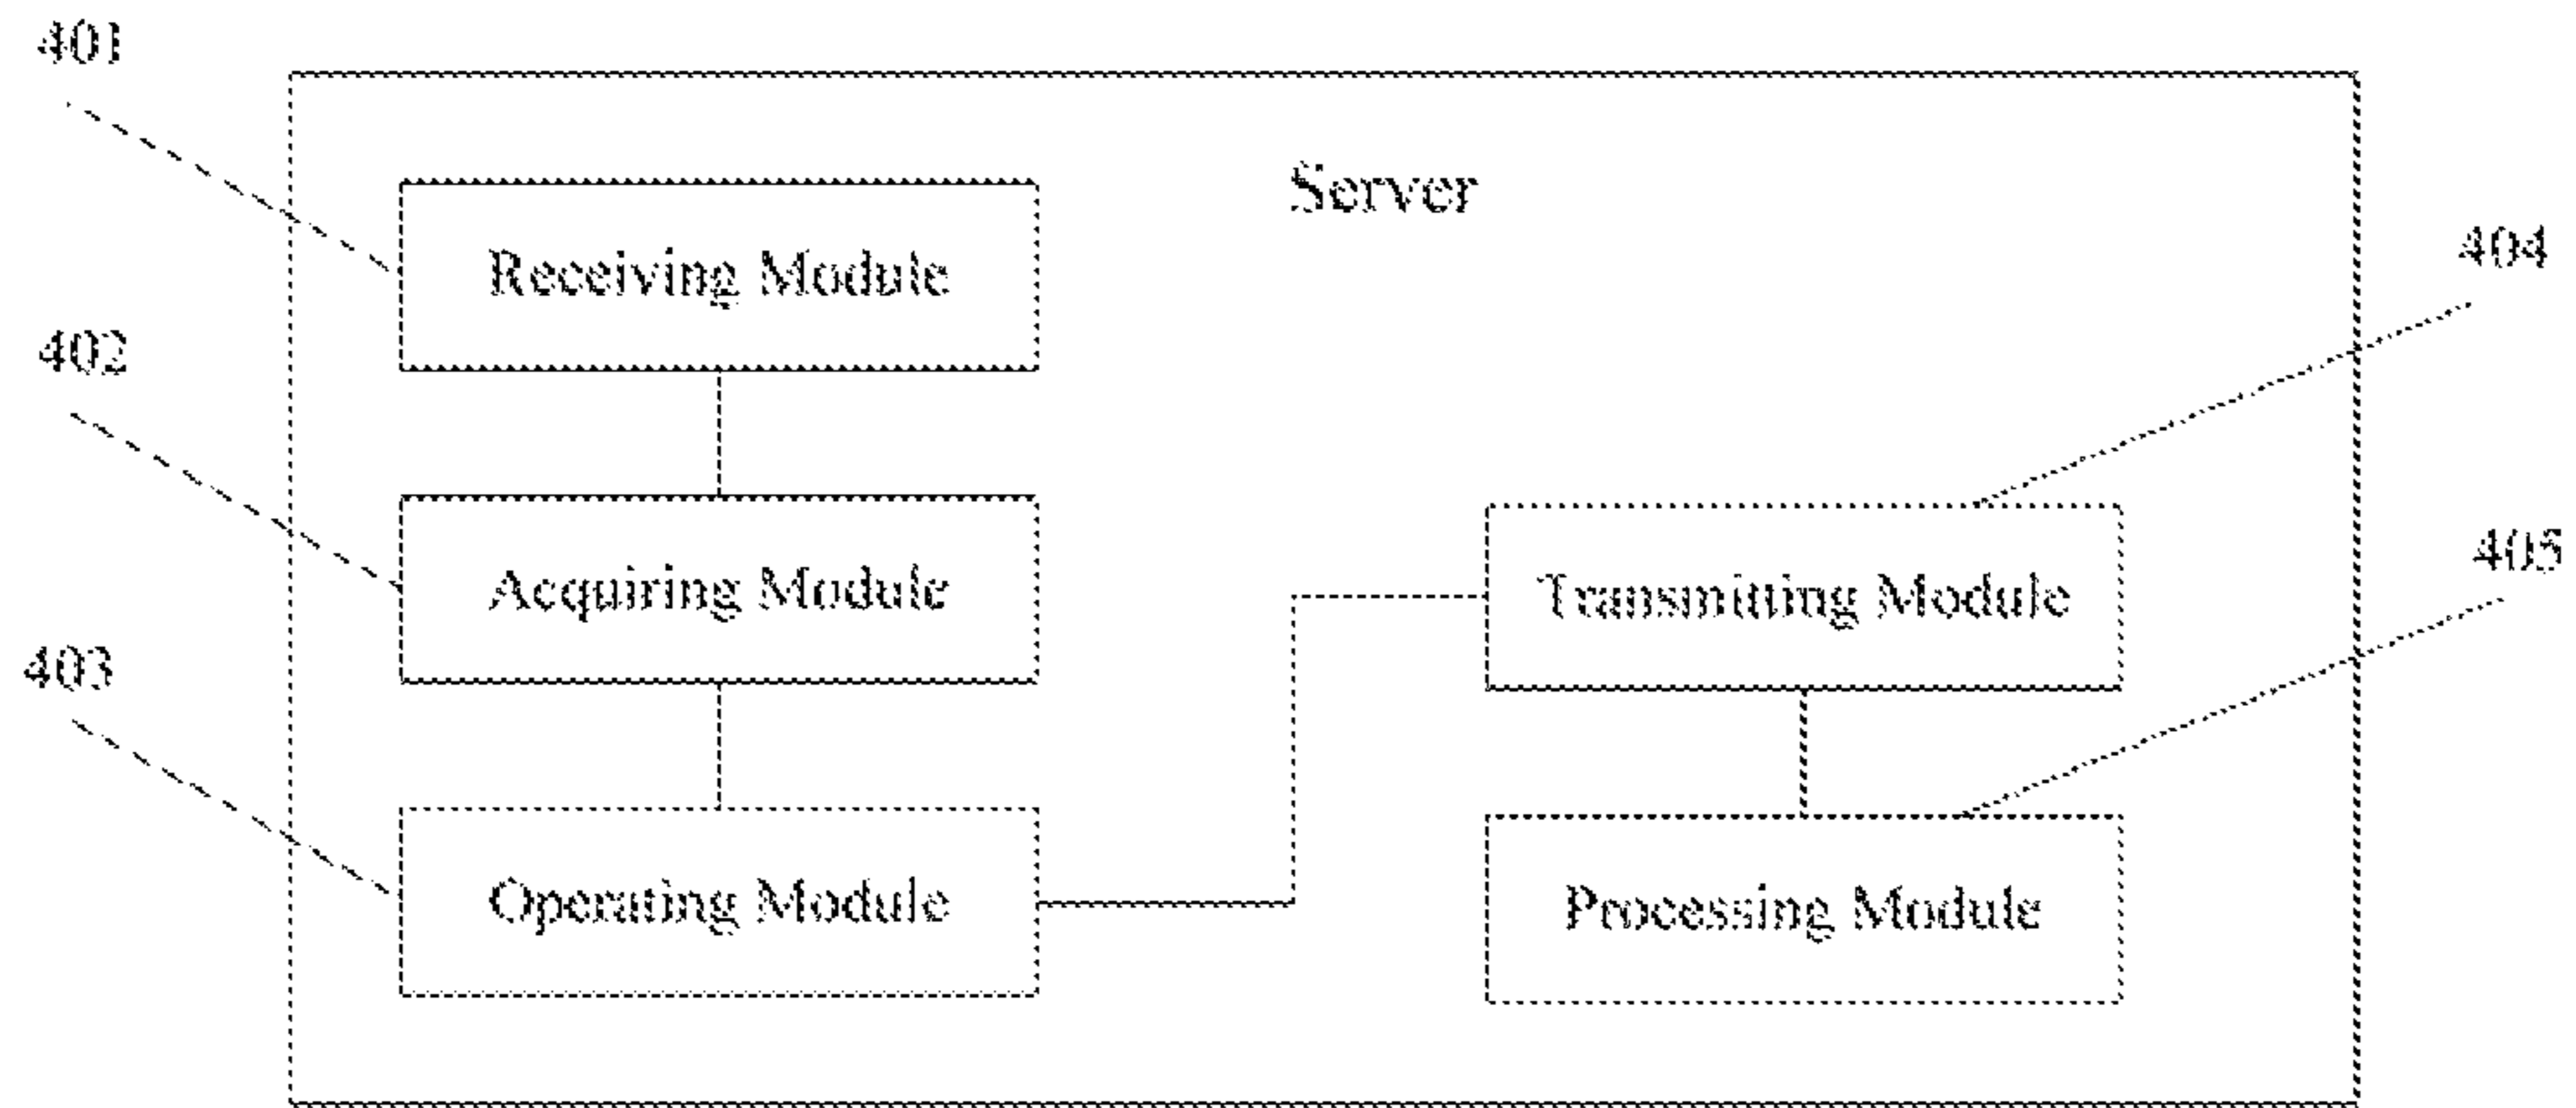 401
Server
Receiving Module
404
402
Acquiring Module
Transmitting Module
405
403
Operating Module
Processing Module